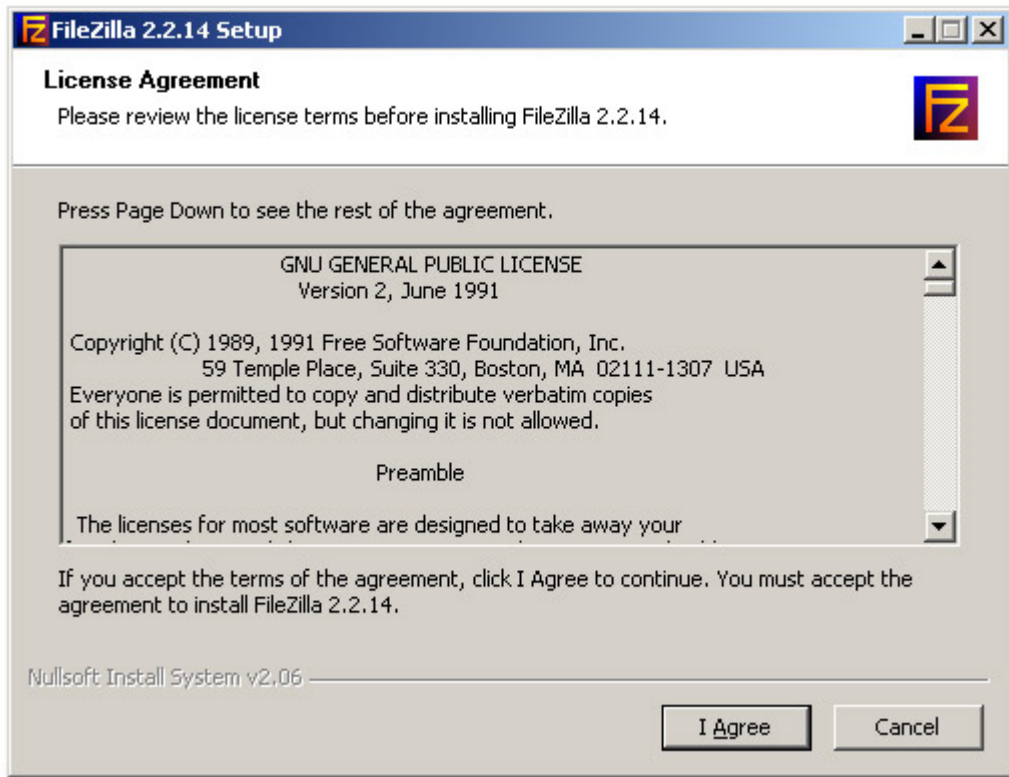 FileZilla 2.2.14 Setup
License Agreement
Please review the license terms before installing FileZilla 2.2.14.
FZ
Press Page Down to see the rest of the agreement.
GNU GENERAL PUBLIC LICENSE
Version 2, June 1991
Copyright (C) 1989, 1991 Free Software Foundation, Inc.
59 Temple Place, Suite 330, Boston, MA  02111-1307  USA
Everyone is permitted to copy and distribute verbatim copies
of this license document, but changing it is not allowed.
Preamble
The licenses for most software are designed to take away your
If you accept the terms of the agreement, click I Agree to continue. You must accept the
agreement to install FileZilla 2.2.14.
Nullsoft Install System v2.06
I Agree
Cancel